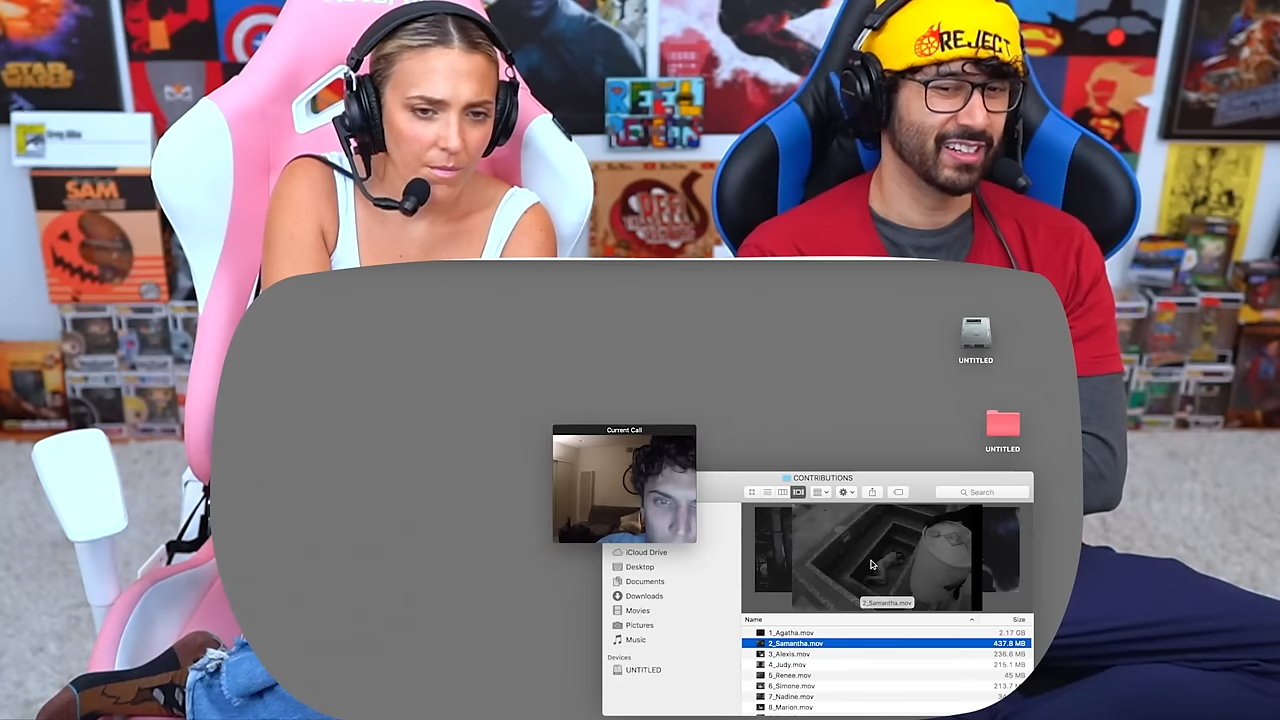 STAR
WARS
SAM
REEL
REJECT
UNTITLED
UNTITLED
Current Call
CONTRIBUTIONS
Search
iCloud Drive
Desktop
Documents
Downloads
Movies
Pictures
Music
Devices
UNTITLED
2_Samantha.mov
Name
Size
1_Agatha.mov
2.17 GB
2_Samantha.mov
437.8 MB
3_Alexis.mov
236.6 MB
4_Judy.mov
215.1 MB
5_Renee.mov
45 MB
6_Simone.mov
213.7
7_Nadine.mov
8_Marion.mov